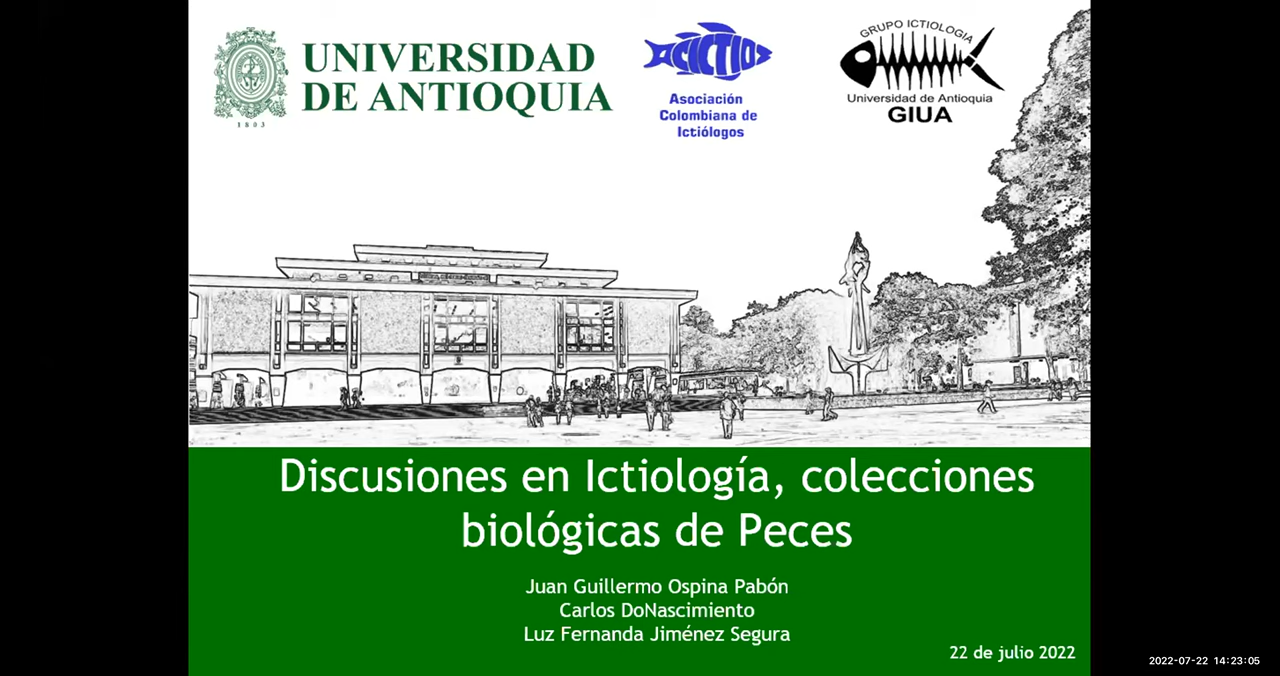 UNIVERSIDAD
DE ANTIOQUIA
1803
ACICTIOS
Asociación
Colombiana de
Ictiólogos
GRUPO ICTIOLOGIA
Universidad de Antioquia
GIUA
Discusiones en Ictiología, colecciones
biológicas de Peces
Juan Guillermo Ospina Pabón
Carlos DoNascimiento
Luz Fernanda Jiménez Segura
22 de julio 2022
2022-07-22 14:23:05